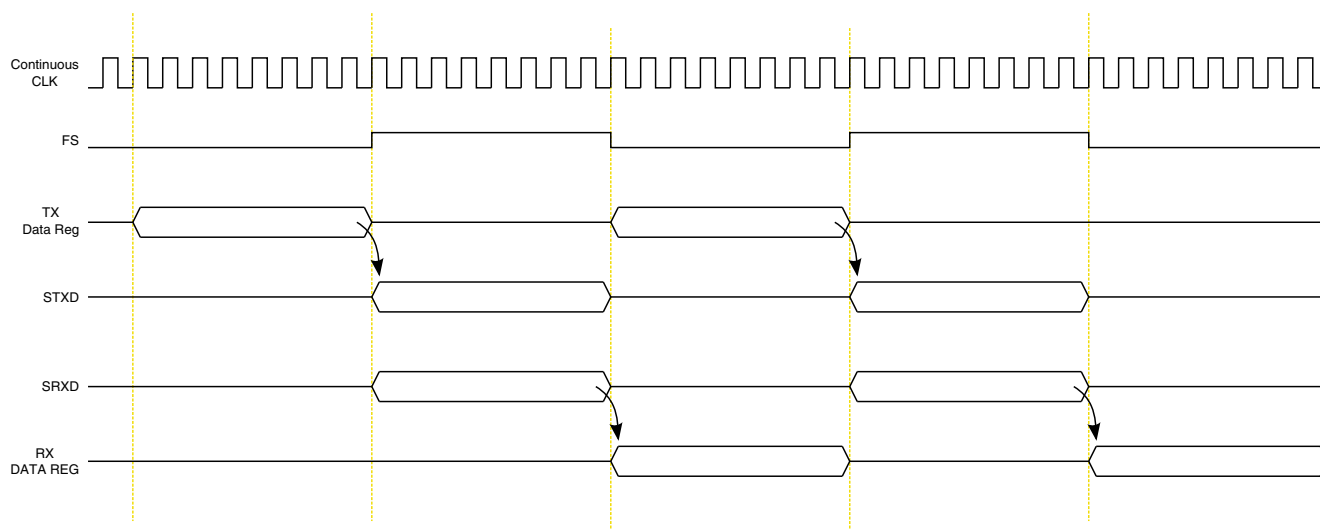 Continuous
CLK
FS
TX
Data Reg
STXD
SRXD
RX
DATA REG